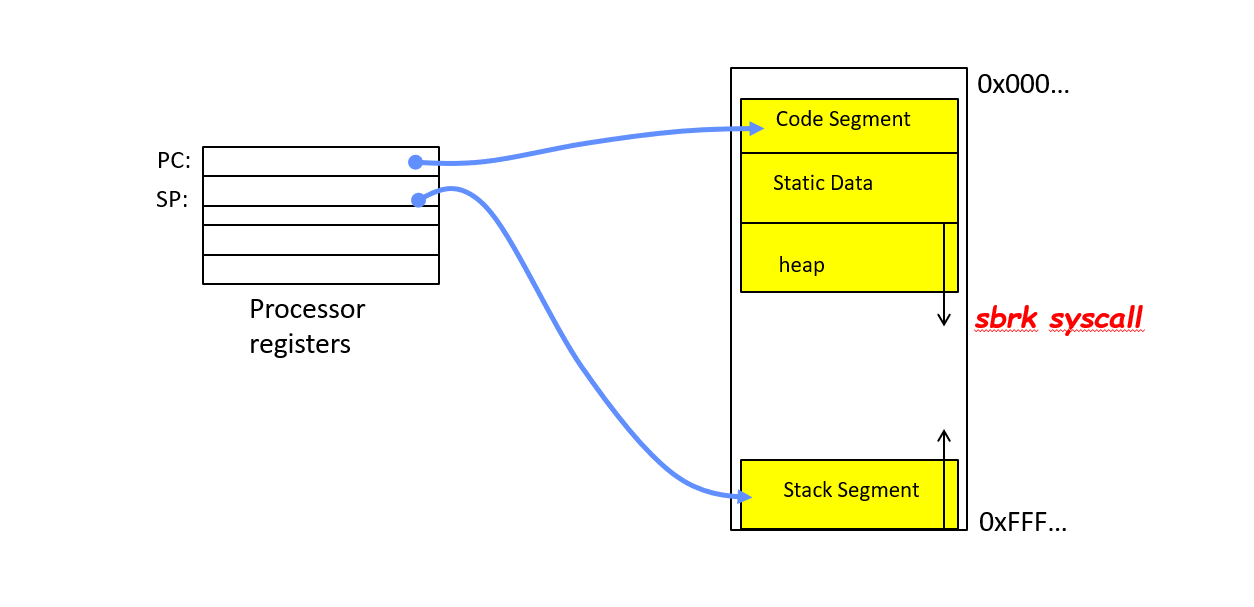 0x000...
Code Segment
PC:
Static Data
SP:
heap
Processor
registers
sbrk syscall
Stack Segment
0xFFF...